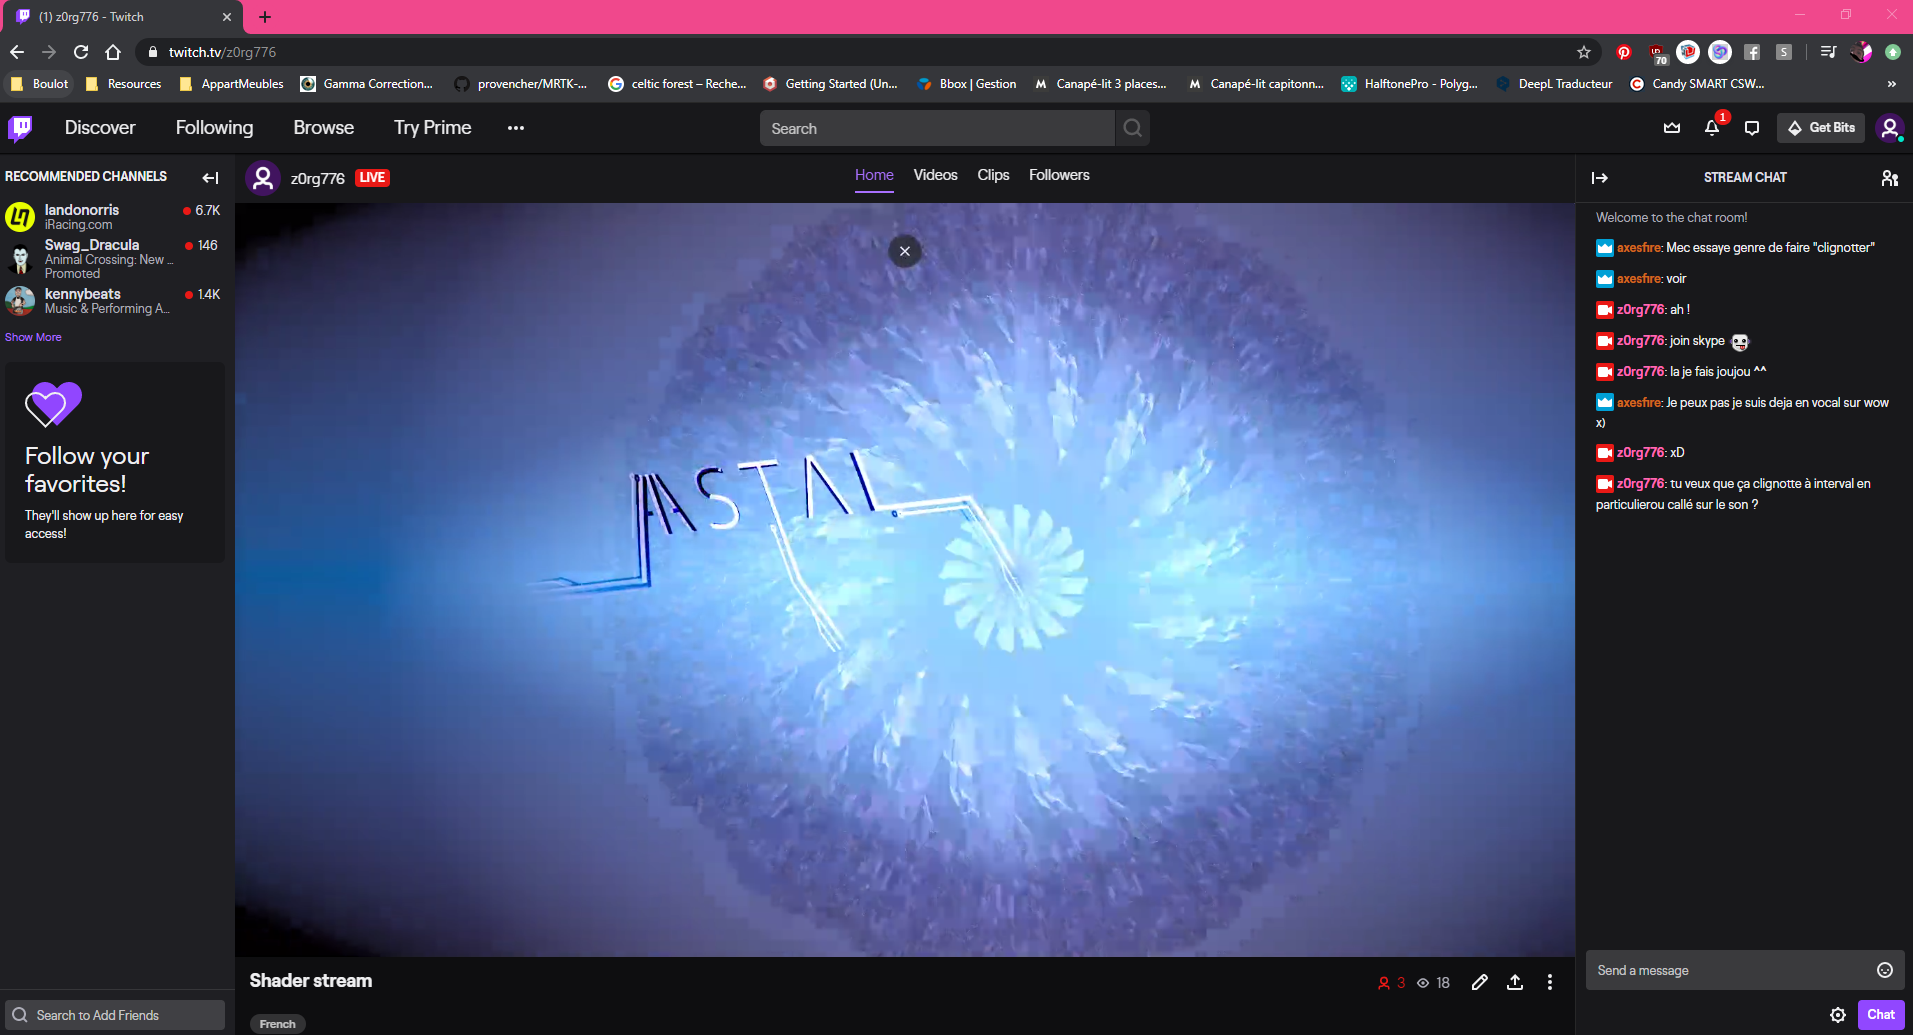 (1) z0rg776 - Twitch
twitch.tv/z0rg776
70
Boulot
Resources
AppartMeubles
Gamma Correction...
provencher/MRTK-...
celtic forest – Reche...
Getting Started (Un...
Bbox | Gestion
Canapé-lit 3 places...
Canapé-lit capitonn...
HalftonePro - Polyg...
DeepL Traducteur
Candy SMART CSW...
Discover
Following
Browse
Try Prime
Search
1
Get Bits
RECOMMENDED CHANNELS
landonorris
6.7K
iRacing.com
Swag_Dracula
146
Animal Crossing: New ...
Promoted
kennybeats
1.4K
Music & Performing A...
Show More
Follow your
favorites!
They'll show up here for easy
access!
Search to Add Friends
z0rg776
LIVE
Home
Videos
Clips
Followers
Shader stream
3
18
French
STREAM CHAT
Welcome to the chat room!
axesfire: Mec essaye genre de faire "clignotter"
axesfire: voir
z0rg776: ah !
z0rg776: join skype
z0rg776: la je fais joujou ^^
axesfire: Je peux pas je suis deja en vocal sur wow
x)
z0rg776: xD
z0rg776: tu veux que ça clignotte à interval en
particulierou callé sur le son ?
Send a message
Chat